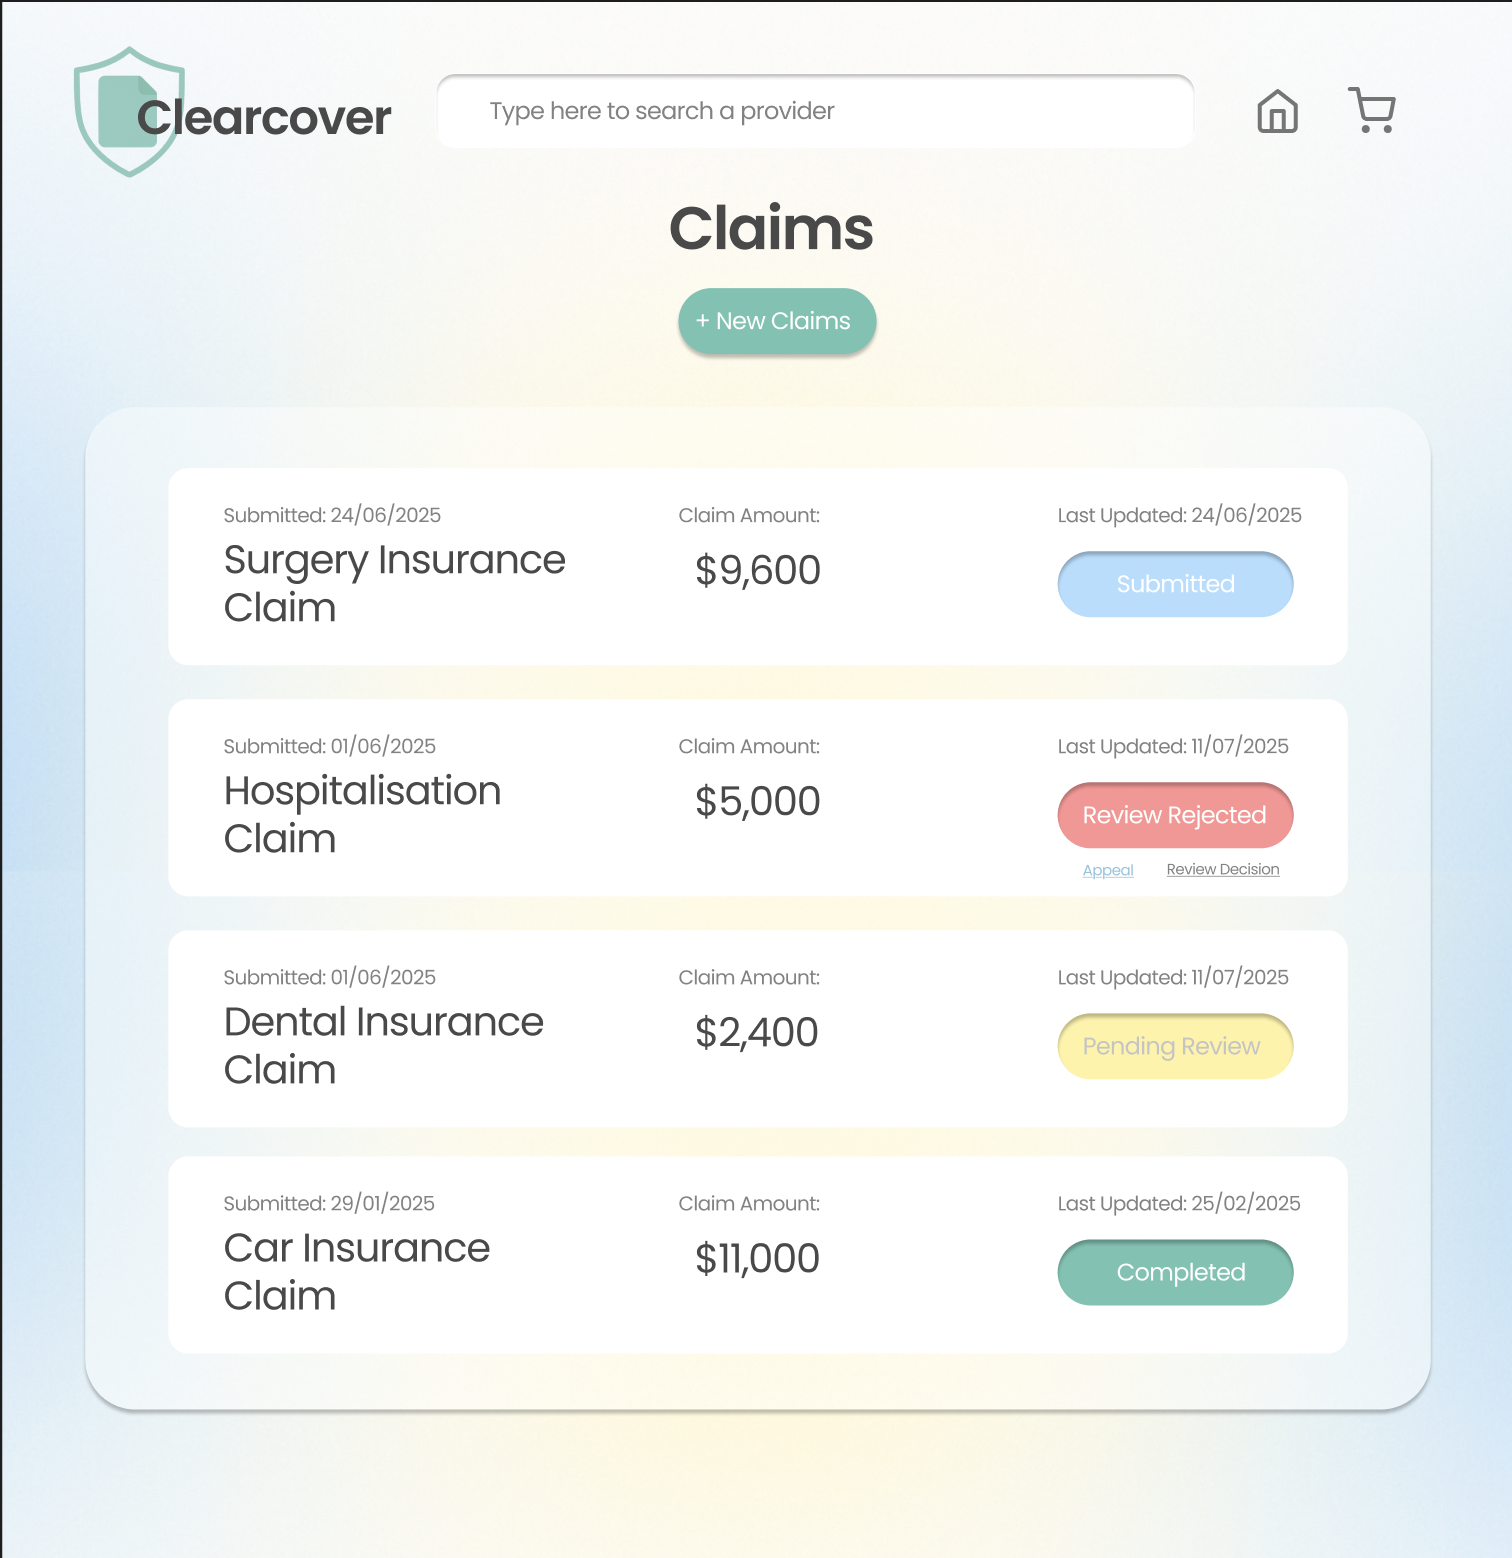 Clearcover
Type here to search a provider
Claims
+ New Claims
Submitted: 24/06/2025
Surgery Insurance
Claim
Claim Amount:
$9,600
Last Updated: 24/06/2025
Submitted
Submitted: 01/06/2025
Hospitalisation
Claim
Claim Amount:
$5,000
Last Updated: 11/07/2025
Review Rejected
Appeal
Review Decision
Submitted: 01/06/2025
Dental Insurance
Claim
Claim Amount:
$2,400
Last Updated: 11/07/2025
Pending Review
Submitted: 29/01/2025
Car Insurance
Claim
Claim Amount:
$11,000
Last Updated: 25/02/2025
Completed